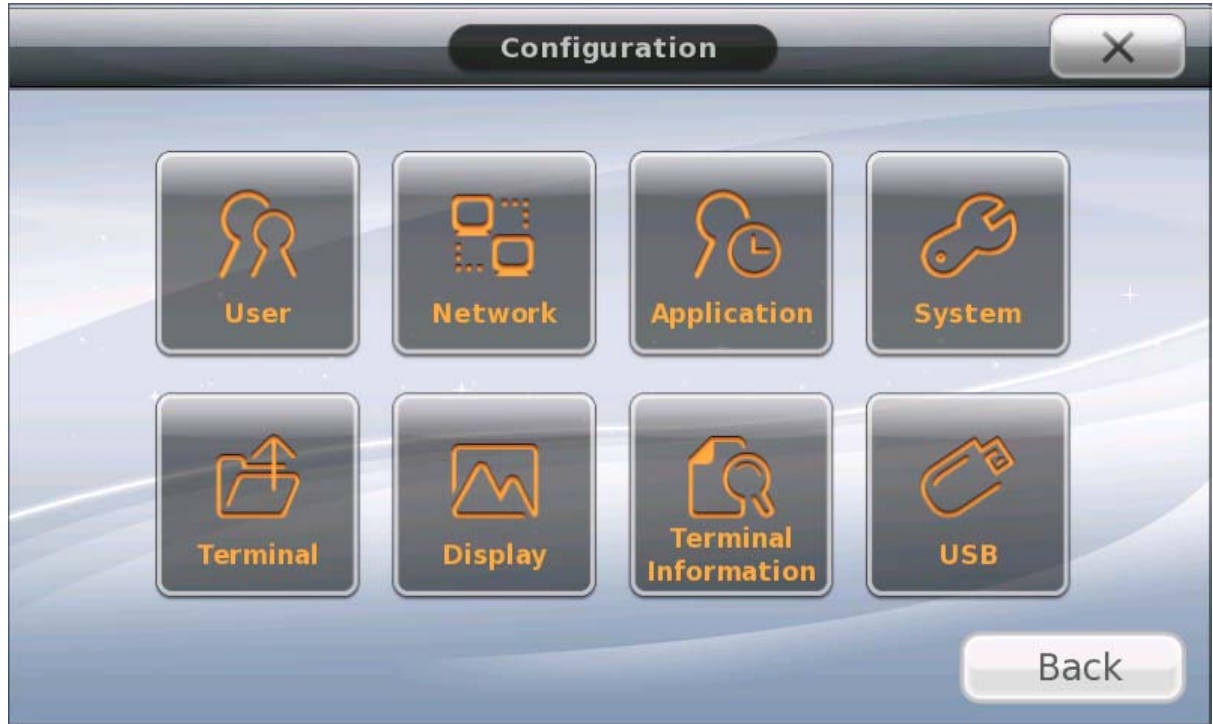 Configuration
User
Network
Application
System
Terminal
Display
Terminal
Information
USB
Back